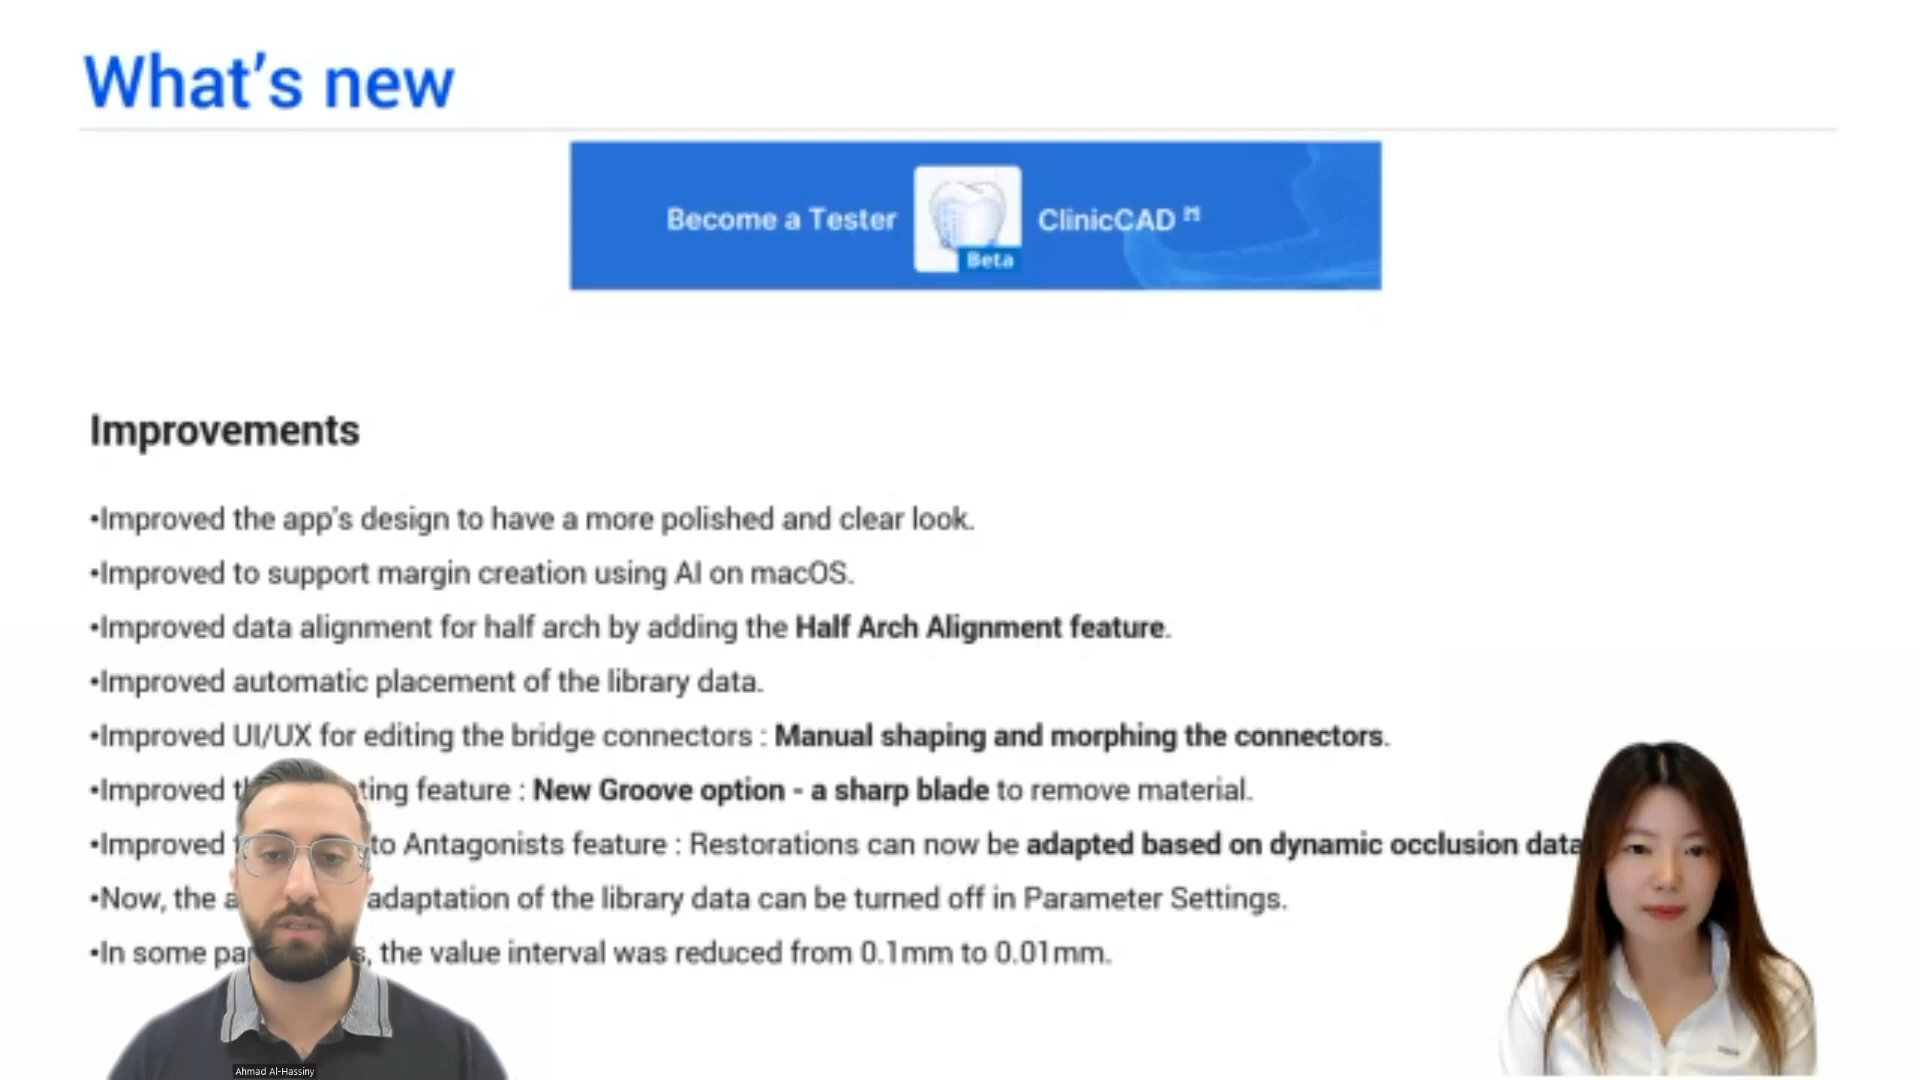 What's new
Become a Tester
Beta
ClinicCAD
Improvements
•Improved the app's design to have a more polished and clear look.
•Improved to support margin creation using AI on macOS.
•Improved data alignment for half arch by adding the Half Arch Alignment feature.
•Improved automatic placement of the library data.
•Improved UI/UX for editing the bridge connectors : Manual shaping and morphing the connectors.
•Improved feature : New Groove option - a sharp blade to remove material.
•Improved to Antagonists feature : Restorations can now be adapted based on dynamic occlusion data
•Now, the adaptation of the library data can be turned off in Parameter Settings.
•In some the value interval was reduced from 0.1mm to 0.01mm.
Ahmad Al-Hassiny